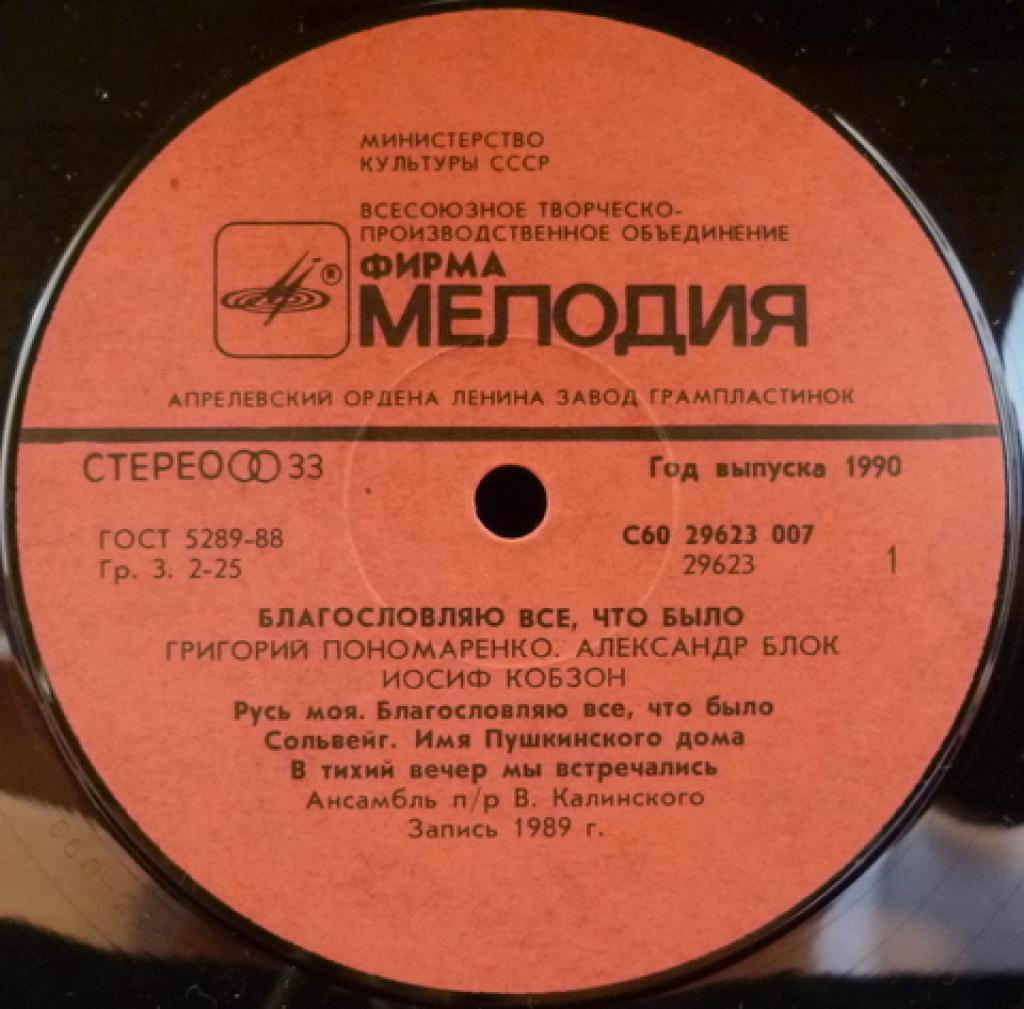 МИНИСТЕРСТВО
КУЛЬТУРЫ СССР
ВСЕСОЮЗНОЕ ТВОРЧЕСКО-
ПРОИЗВОДСТВЕННОЕ ОБЪЕДИНЕНИЕ
ФИРМА
®
МЕЛОДИЯ
АПРЕЛЕВСКИЙ ОРДЕНА ЛЕНИНА ЗАВОД ГРАМПЛАСТИНОК
СТЕРЕО 33 Год выпуска 1990
ГОСТ 5289-88 С60 29623 007
Гр. 3. 2-25 29623 1
БЛАГОСЛОВЛЯЮ ВСЕ, ЧТО БЫЛО
ГРИГОРИЙ ПОНОМАРЕНКО. АЛЕКСАНДР БЛОК
ИОСИФ КОБЗОН
Русь моя. Благословляю все, что было
Сольвейг. Имя Пушкинского дома
В тихий вечер мы встречались
Ансамбль п/р В. Калинского
Запись 1989 г.